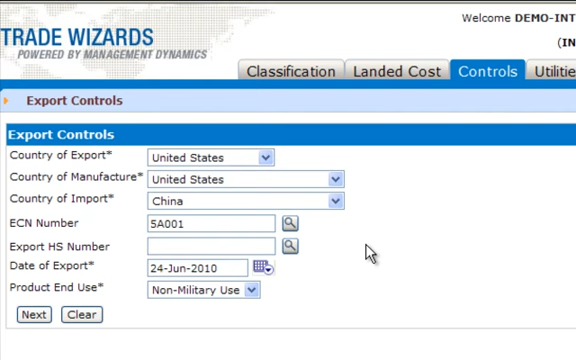 Welcome DEMO-INT
(IN
TRADE WIZARDS
POWERED BY MANAGEMENT DYNAMICS
Classification Landed Cost Controls Utilitie
Export Controls
Export Controls
Country of Export* United States
Country of Manufacture* United States
Country of Import* China
ECN Number 5A001
Export HS Number
Date of Export* 24-Jun-2010
Product End Use* Non-Military Use
Next Clear